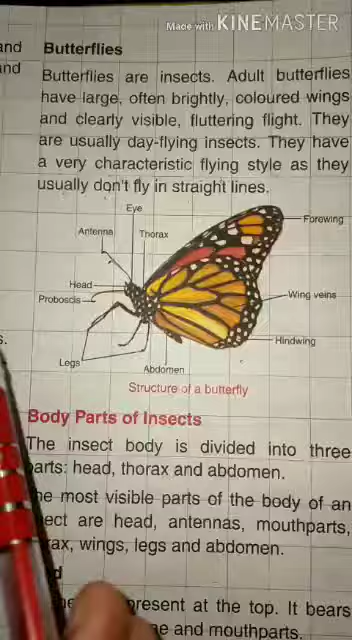 Made with KINEMASTER
and
and
Butterflies
Butterflies are insects. Adult butterflies
have large, often brightly, coloured wings
and clearly visible, fluttering flight. They
are usually day-flying insects. They have
a very characteristic flying style as they
usually don't fly in straight lines.
Eye
Antenna
Thorax
Forewing
Head
Proboscis
Wing veins
Hindwing
Legs
Abdomen
s.
Structure of a butterfly
Body Parts of Insects
The insect body is divided into three
parts: head, thorax and abdomen.
most visible parts of the body of an
are head, antennas, mouthparts,
wings, legs and abdomen.
present at the top. It bears
and mouthparts.